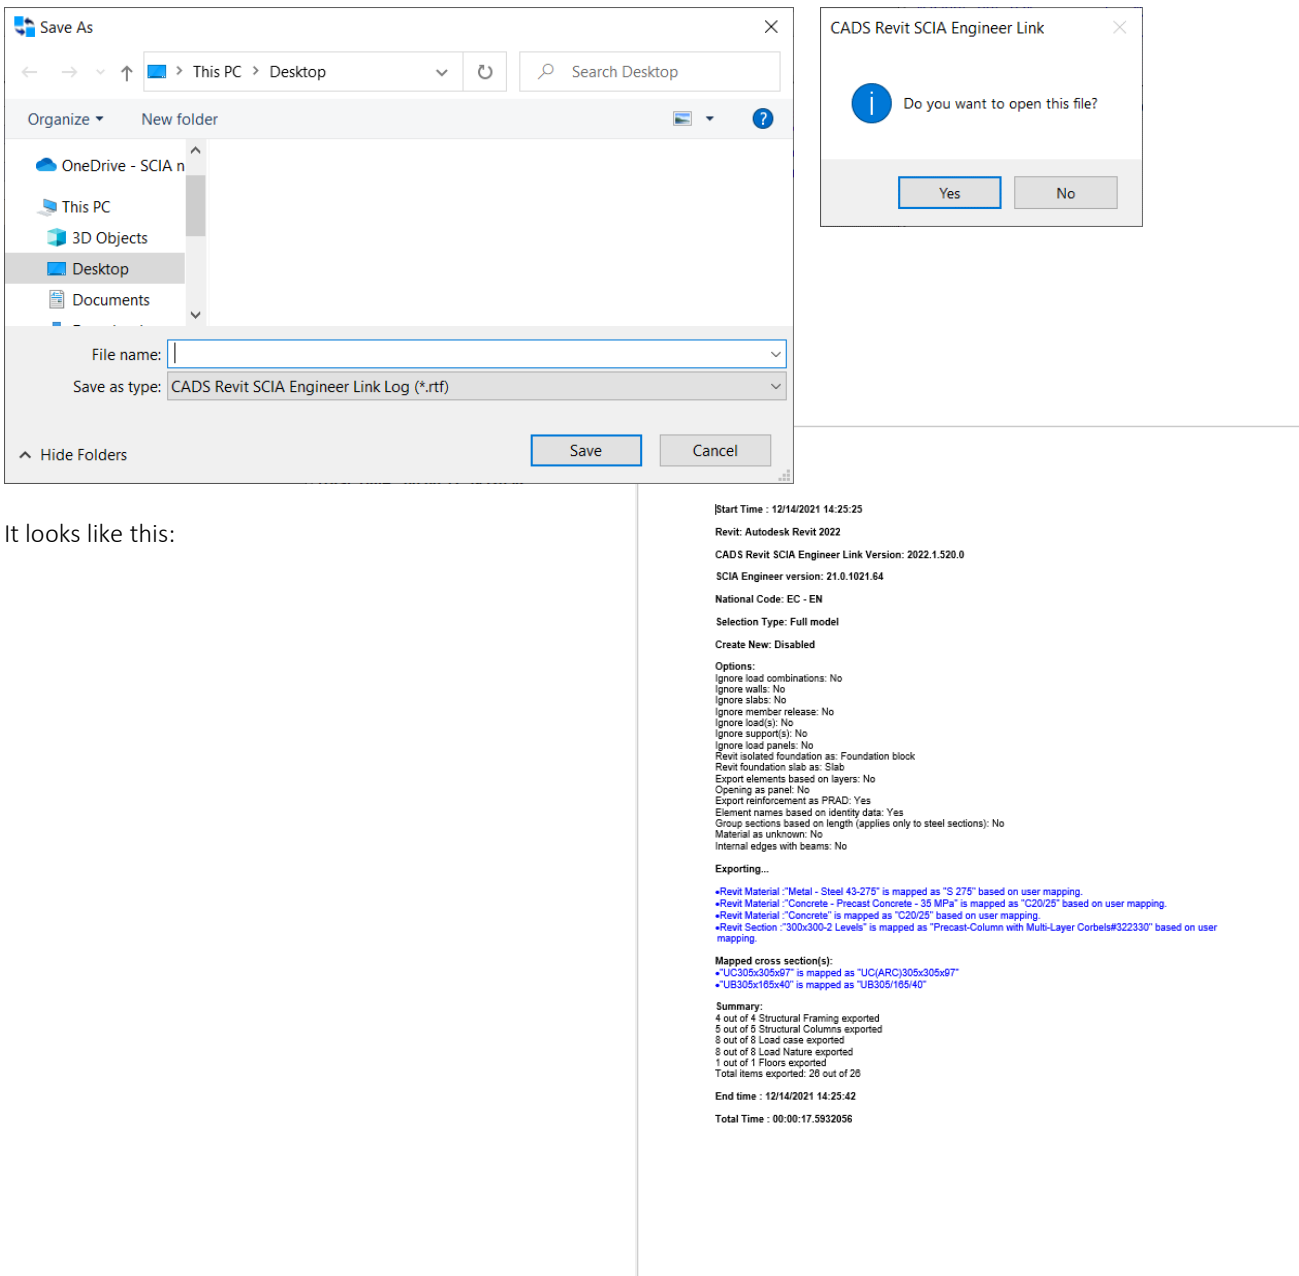 Save As
This PC > Desktop
Search Desktop
Organize
New folder
OneDrive - SCIA n
This PC
3D Objects
Desktop
Documents
File name:
Save as type: CADS Revit SCIA Engineer Link Log (*.rtf)
Hide Folders
Save
Cancel
CADS Revit SCIA Engineer Link
Do you want to open this file?
Yes
No
It looks like this:
Start Time : 12/14/2021 14:25:25
Revit: Autodesk Revit 2022
CADS Revit SCIA Engineer Link Version: 2022.1.520.0
SCIA Engineer version: 21.0.1021.64
National Code: EC - EN
Selection Type: Full model
Create New: Disabled
Options:
Ignore load combinations: No
Ignore walls: No
Ignore slabs: No
Ignore member release: No
Ignore load(s): No
Ignore support(s): No
Ignore load panels: No
Revit isolated foundation as: Foundation block
Revit foundation slab as: Slab
Export elements based on layers: No
Opening as panel: No
Export reinforcement as PRAD: Yes
Element names based on identity data: Yes
Group sections based on length (applies only to steel sections): No
Material as unknown: No
Internal edges with beams: No
Exporting...
•Revit Material :"Metal - Steel 43-275" is mapped as "S 275" based on user mapping.
•Revit Material :"Concrete - Precast Concrete - 35 MPa" is mapped as "C20/25" based on user mapping.
•Revit Material :"Concrete" is mapped as "C20/25" based on user mapping.
•Revit Section :"300x300-2 Levels" is mapped as "Precast-Column with Multi-Layer Corbels#322330" based on user
mapping.
Mapped cross section(s):
•"UC305x305x97" is mapped as "UC(ARC)305x305x97"
•"UB305x165x40" is mapped as "UB305/165/40"
Summary:
4 out of 4 Structural Framing exported
5 out of 5 Structural Columns exported
8 out of 8 Load case exported
8 out of 8 Load Nature exported
1 out of 1 Floors exported
Total items exported: 26 out of 26
End time : 12/14/2021 14:25:42
Total Time : 00:00:17.5932056